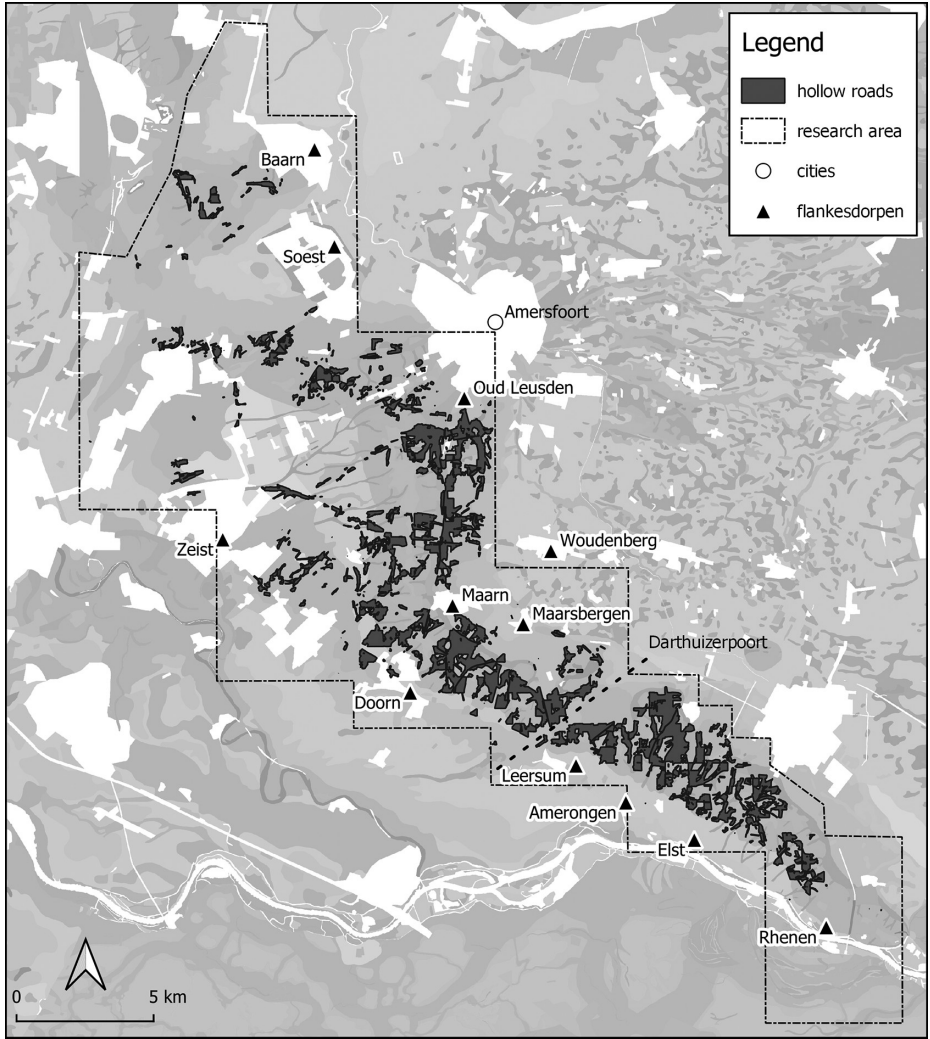 Legend
hollow roads
research area
cities
flankesdorpen
Baarn
Soest
Amersfoort
Oud Leusden
Zeist
Woudenberg
Maarn
Maarsbergen
Darthuizerpoort
Doorn
Leersum
Amerongen
Elst
Rhenen
0 5 km